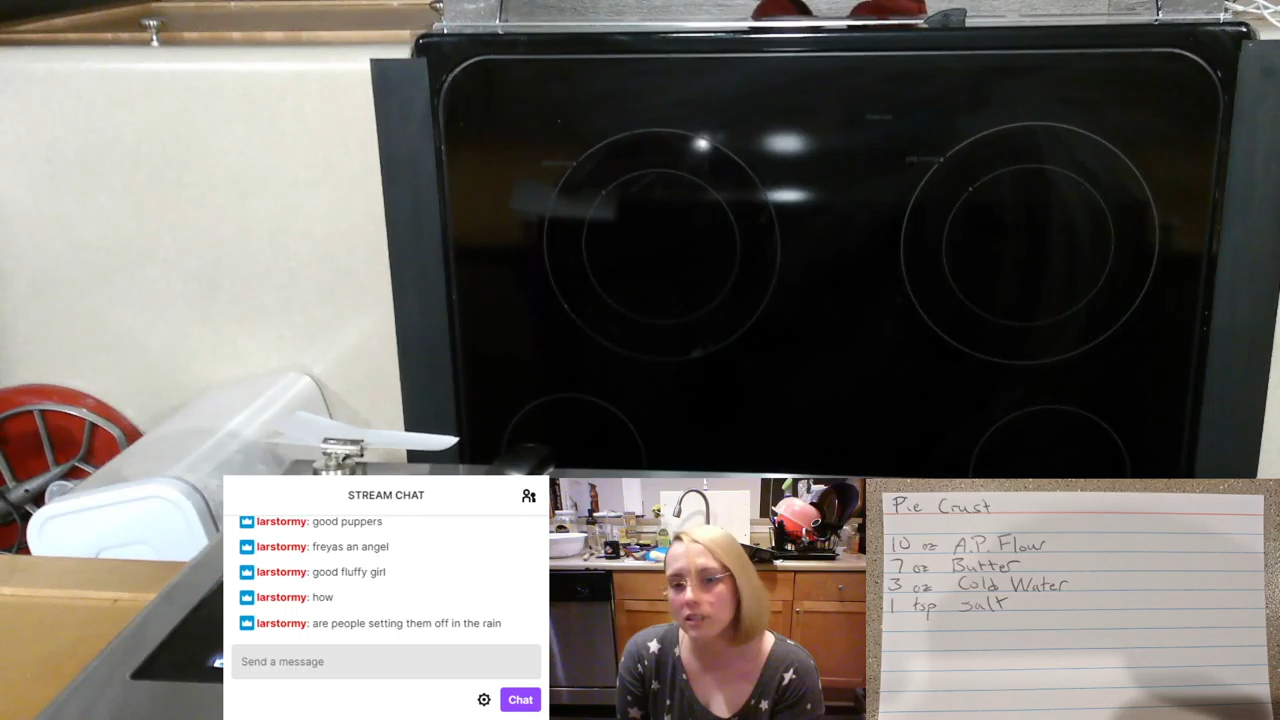 STREAM CHAT
larstormy: good puppers
larstormy: freyas an angel
larstormy: good fluffy girl
larstormy: how
larstormy: are people setting them off in the rain
Send a message
Chat
Pie Crust
10 oz A.P. Flour
7 oz Butter
3 oz Cold Water
1 tsp salt